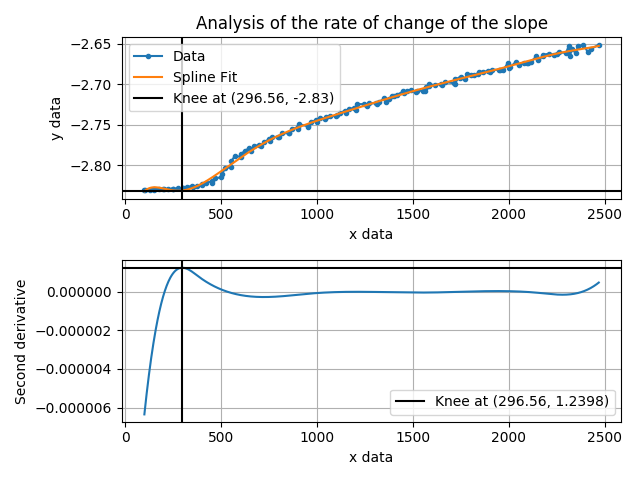 Analysis of the rate of change of the slope
−2.65
−2.70
−2.75
−2.80
y data
Data
Spline Fit
Knee at (296.56, -2.83)
0 500 1000 1500 2000 2500
x data
0.000000
−0.000002
−0.000004
−0.000006
Second derivative
Knee at (296.56, 1.2398)
0 500 1000 1500 2000 2500
x data